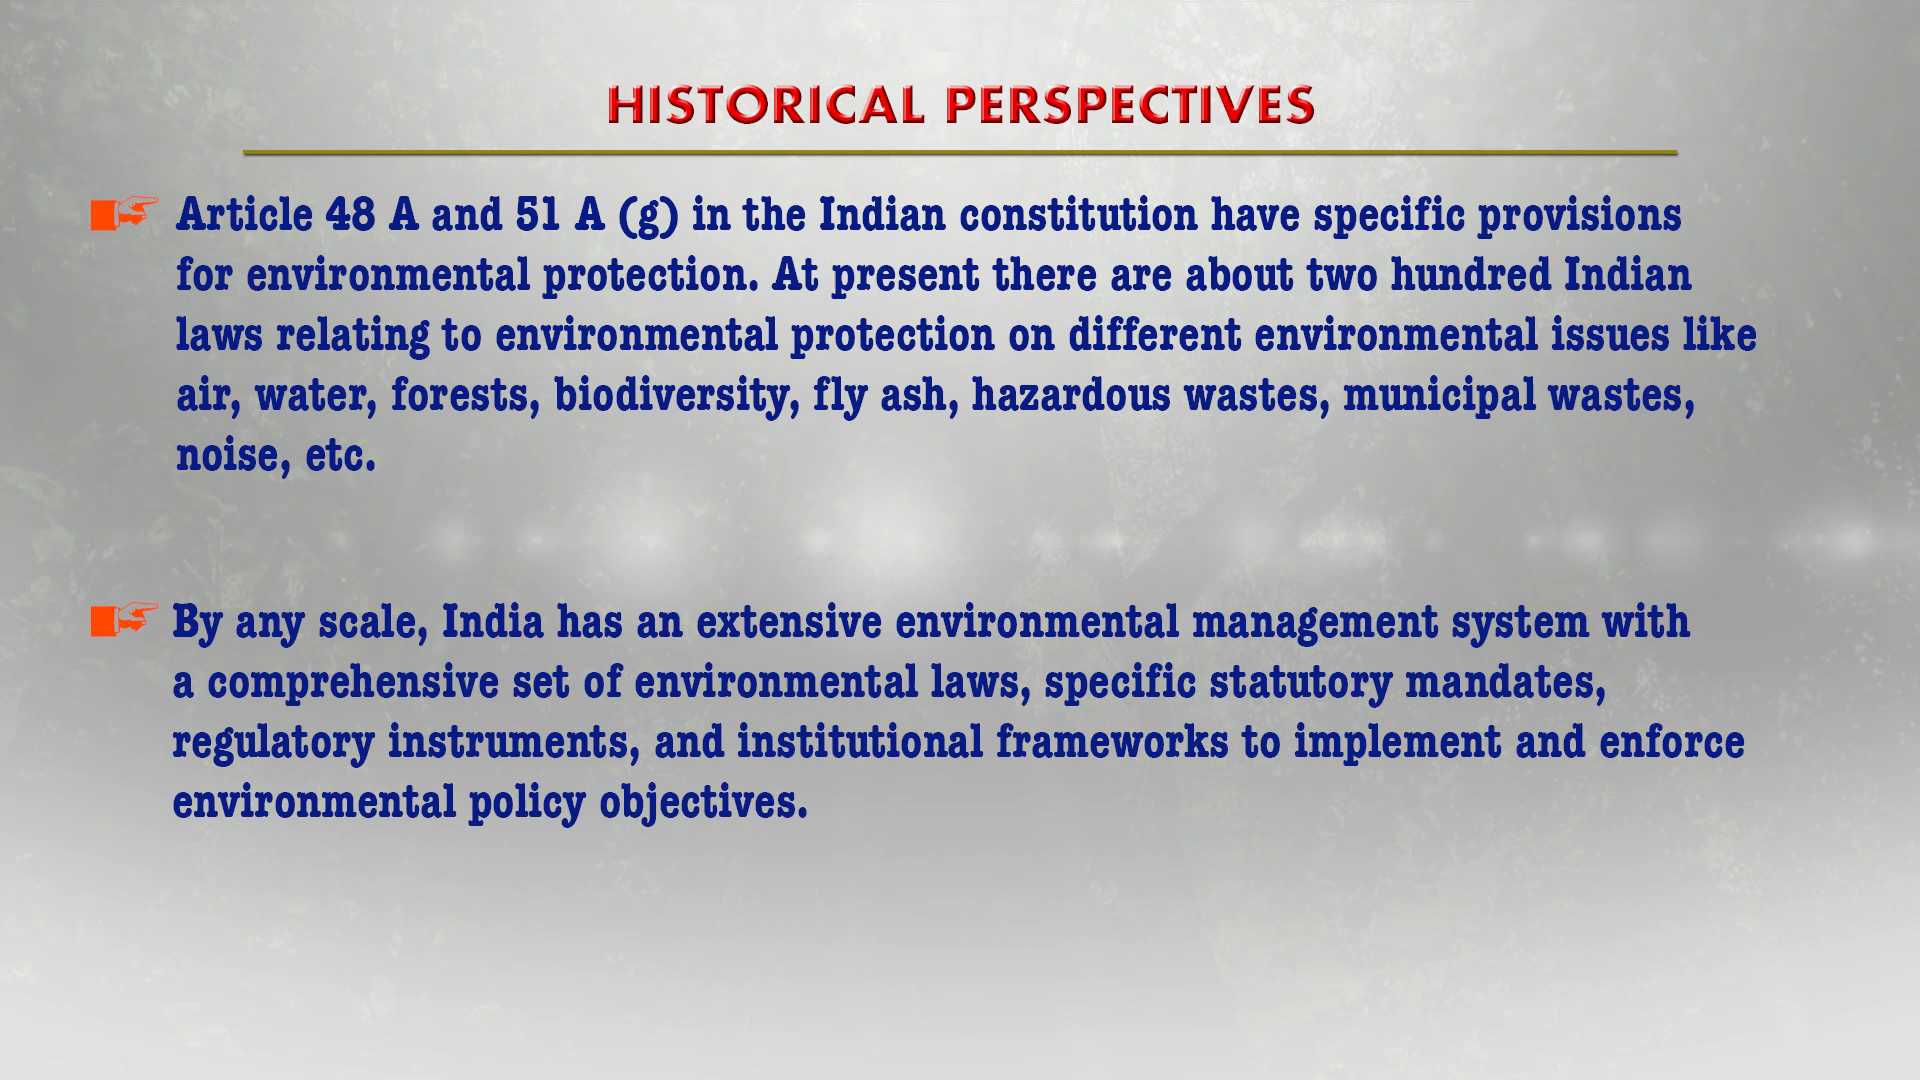 HISTORICAL PERSPECTIVES
Article 48 A and 51 A (g) in the Indian constitution have specific provisions
for environmental protection. At present there are about two hundred Indian
laws relating to environmental protection on different environmental issues like
air, water, forests, biodiversity, fly ash, hazardous wastes, municipal wastes,
noise, etc.
By any scale, India has an extensive environmental management system with
a comprehensive set of environmental laws, specific statutory mandates,
regulatory instruments, and institutional frameworks to implement and enforce
environmental policy objectives.